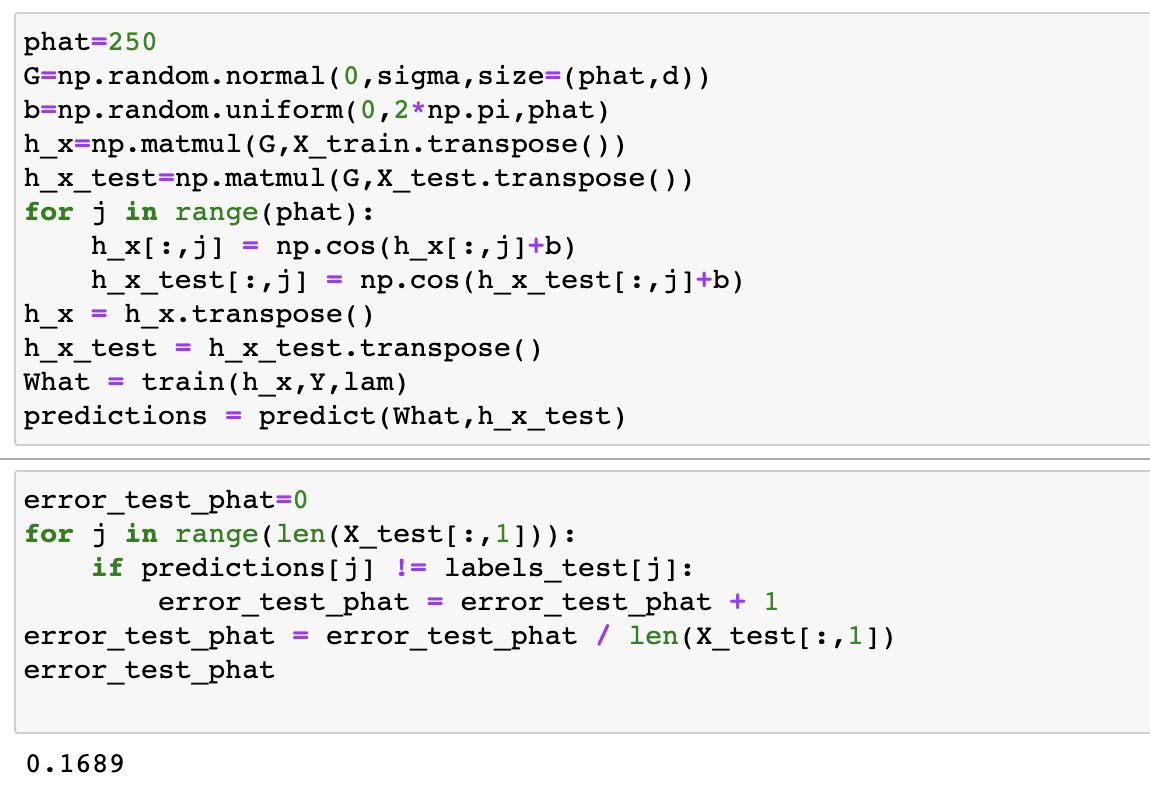 phat=250
G=np.random.normal(0,sigma,size=(phat,d))
b=np.random.uniform(0,2*np.pi,phat)
h_x=np.matmul(G,X_train.transpose())
h_x_test=np.matmul(G,X_test.transpose())
for j in range(phat):
    h_x[:,j] = np.cos(h_x[:,j]+b)
    h_x_test[:,j] = np.cos(h_x_test[:,j]+b)
h_x = h_x.transpose()
h_x_test = h_x_test.transpose()
What = train(h_x,Y,lam)
predictions = predict(What,h_x_test)
error_test_phat=0
for j in range(len(X_test[:,1])):
    if predictions[j] != labels_test[j]:
        error_test_phat = error_test_phat + 1
error_test_phat = error_test_phat / len(X_test[:,1])
error_test_phat
0.1689